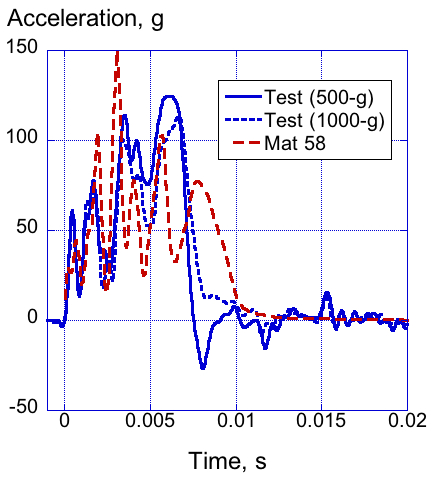 Acceleration, g
150
100
50
0
-50
Test (500-g)
Test (1000-g)
Mat 58
0 0.005 0.01 0.015 0.02
Time, s